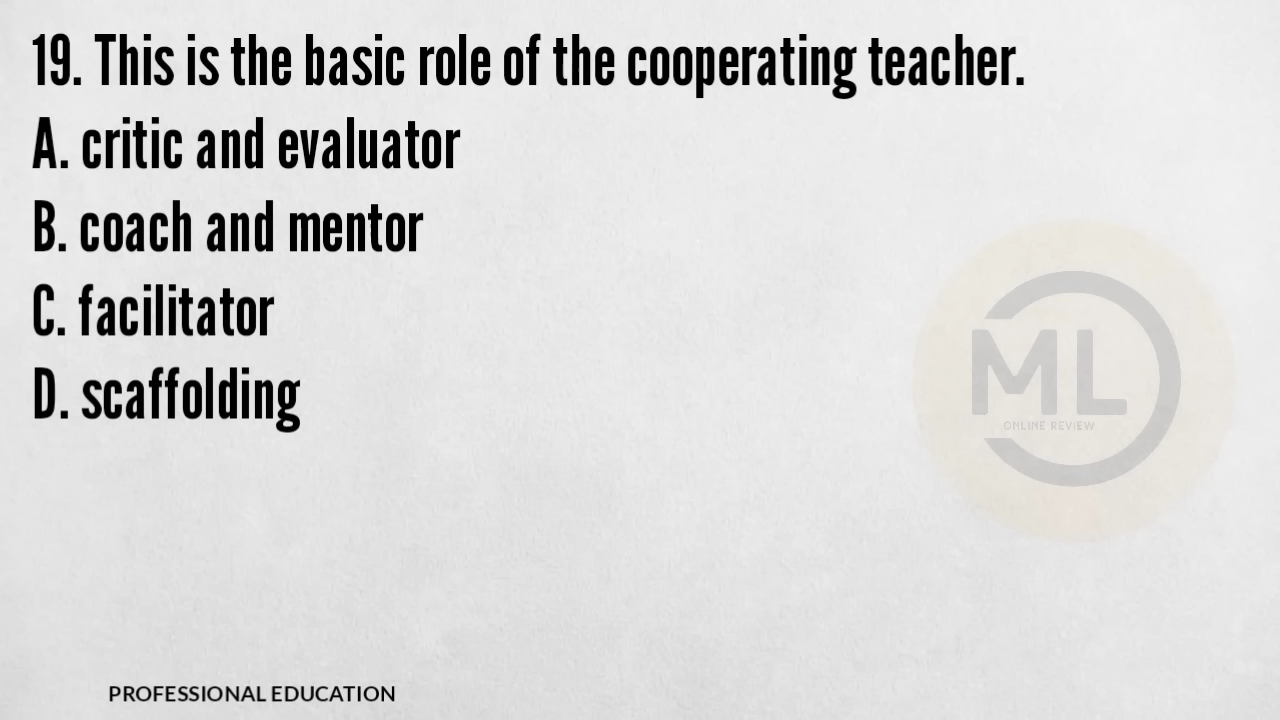 19. This is the basic role of the cooperating teacher.
A. critic and evaluator
B. coach and mentor
C. facilitator
D. scaffolding
ML
ONLINE REVIEW
PROFESSIONAL EDUCATION